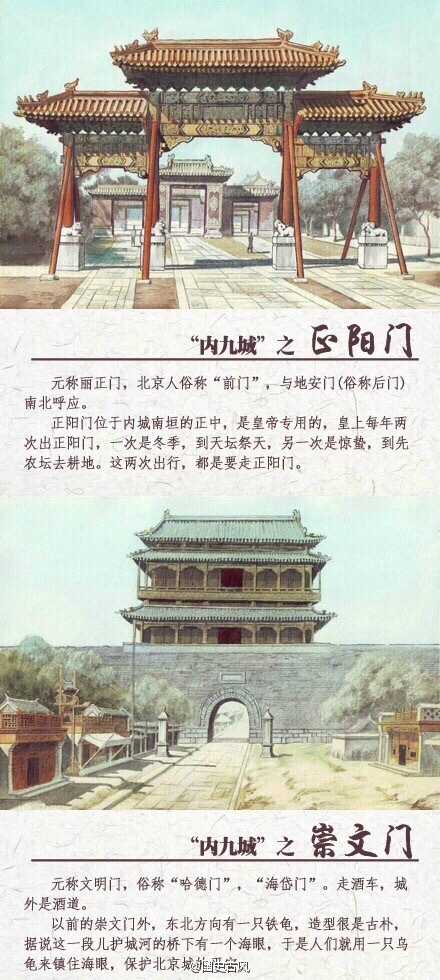 “内九城”之 正阳门
元称丽正门，北京人俗称“前门”，与地安门(俗称后门)
南北呼应。
正阳门位于内城南垣的正中，是皇帝专用的，皇上每年两
次出正阳门，一次是冬季，到天坛祭天，另一次是惊蛰，到先
农坛去耕地。这两次出行，都是要走正阳门。
“内九城”之 崇文门
元称文明门，俗称“哈德门”，“海岱门”。走酒车，城
外是酒道。
以前的崇文门外，东北方向有一只铁龟，造型很是古朴，
据说这一段儿护城河的桥下有一个海眼，于是人们就用一只乌
龟来镇住海眼，保护北京城